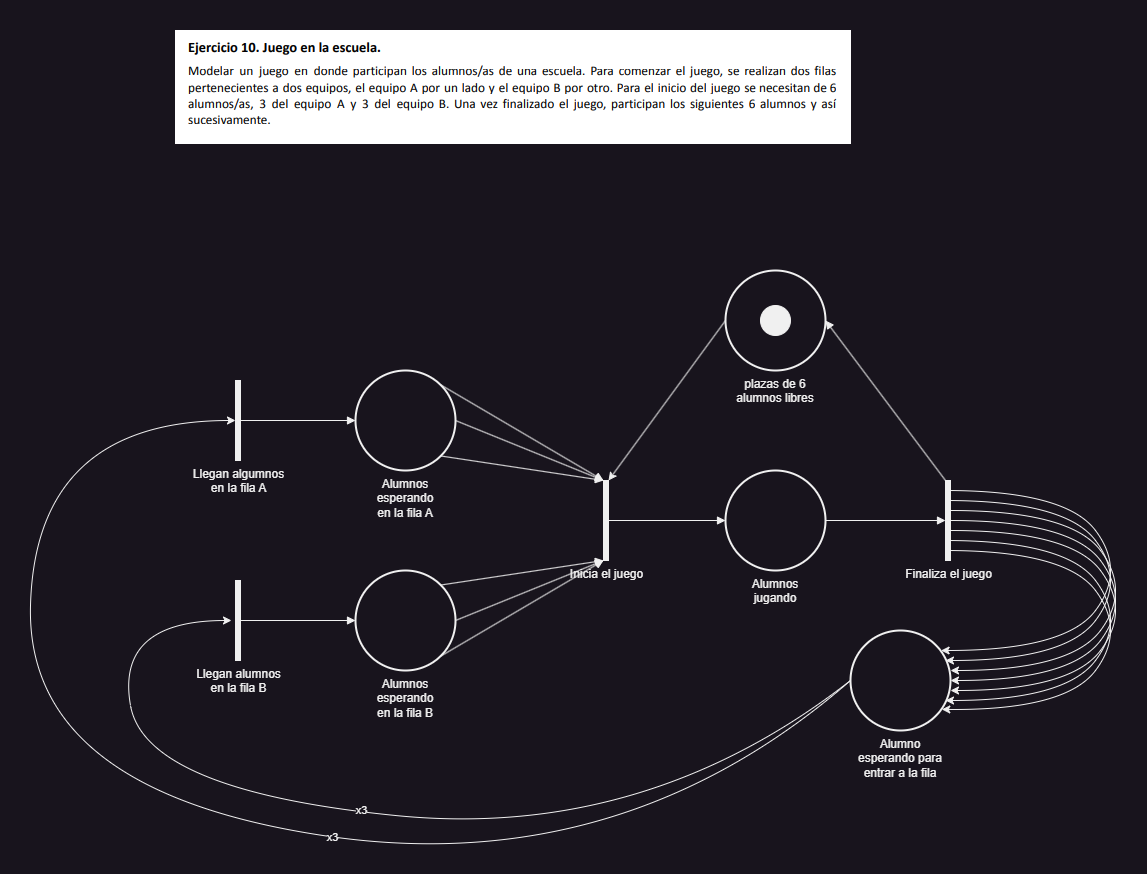 Ejercicio 10. Juego en la escuela.
Modelar un juego en donde participan los alumnos/as de una escuela. Para comenzar el juego, se realizan dos filas
pertenecientes a dos equipos, el equipo A por un lado y el equipo B por otro. Para el inicio del juego se necesitan de 6
alumnos/as, 3 del equipo A y 3 del equipo B. Una vez finalizado el juego, participan los siguientes 6 alumnos y así
sucesivamente.
plazas de 6
alumnos libres
Llegan algumnos
en la fila A
Alumnos
esperando
en la fila A
Inicia el juego
Alumnos
jugando
Finaliza el juego
Llegan alumnos
en la fila B
Alumnos
esperando
en la fila B
Alumno
esperando para
entrar a la fila
x3
x3